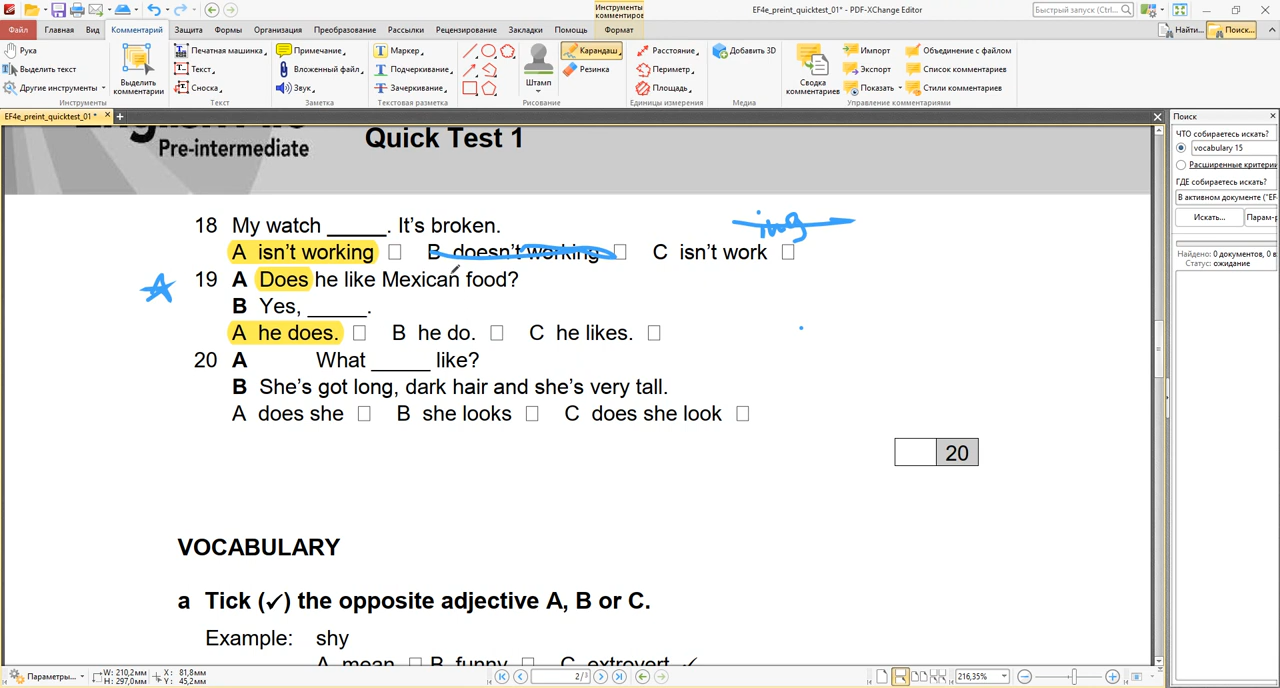 Инструменты комментиров
EF4e_preint_quicktest_01* - PDF-XChange Editor
Быстрый запуск (Ctrl+.)
Файл Главная Вид Комментарий Защита Формы Организация Преобразование Рассылки Рецензирование Закладки Помощь Формат
Найти... Поиск...
Рука
Выделить текст
Другие инструменты
Инструменты
Выделить комментарии
Печатная машинка
Текст
Сноска
Текст
Примечание
Вложенный файл
Звук
Заметка
Маркер
Подчеркивание
Зачеркивание
Текстовая разметка
Штамп
Карандаш
Резинка
Рисование
Расстояние
Периметр
Площадь
Единицы измерения
Добавить 3D
Медиа
Сводка комментариев
Импорт
Экспорт
Показать
Объединение с файлом
Список комментариев
Стили комментариев
Управление комментариями
EF4e_preint_quicktest_01 *
Pre-intermediate
Quick Test 1
18 My watch _____. It’s broken.
A isn’t working B doesn’t working C isn’t work
ing
19 A Does he like Mexican food?
B Yes, _____.
A he does. B he do. C he likes.
20 A What _____ like?
B She’s got long, dark hair and she’s very tall.
A does she B she looks C does she look
20
VOCABULARY
a Tick (✓) the opposite adjective A, B or C.
Example: shy
A mean B funny C extrovert ✓
Поиск
ЧТО собираетесь искать?
vocabulary 15
Расширенные критерии
ГДЕ собираетесь искать?
В активном документе ("EF
Искать... Парам-р
Найдено: 0 документов, 0 в
Статус: ожидание
Параметры...
W: 210,2мм
H: 297,0мм
X: 81,8мм
Y: 45,2мм
2/3
216,35%